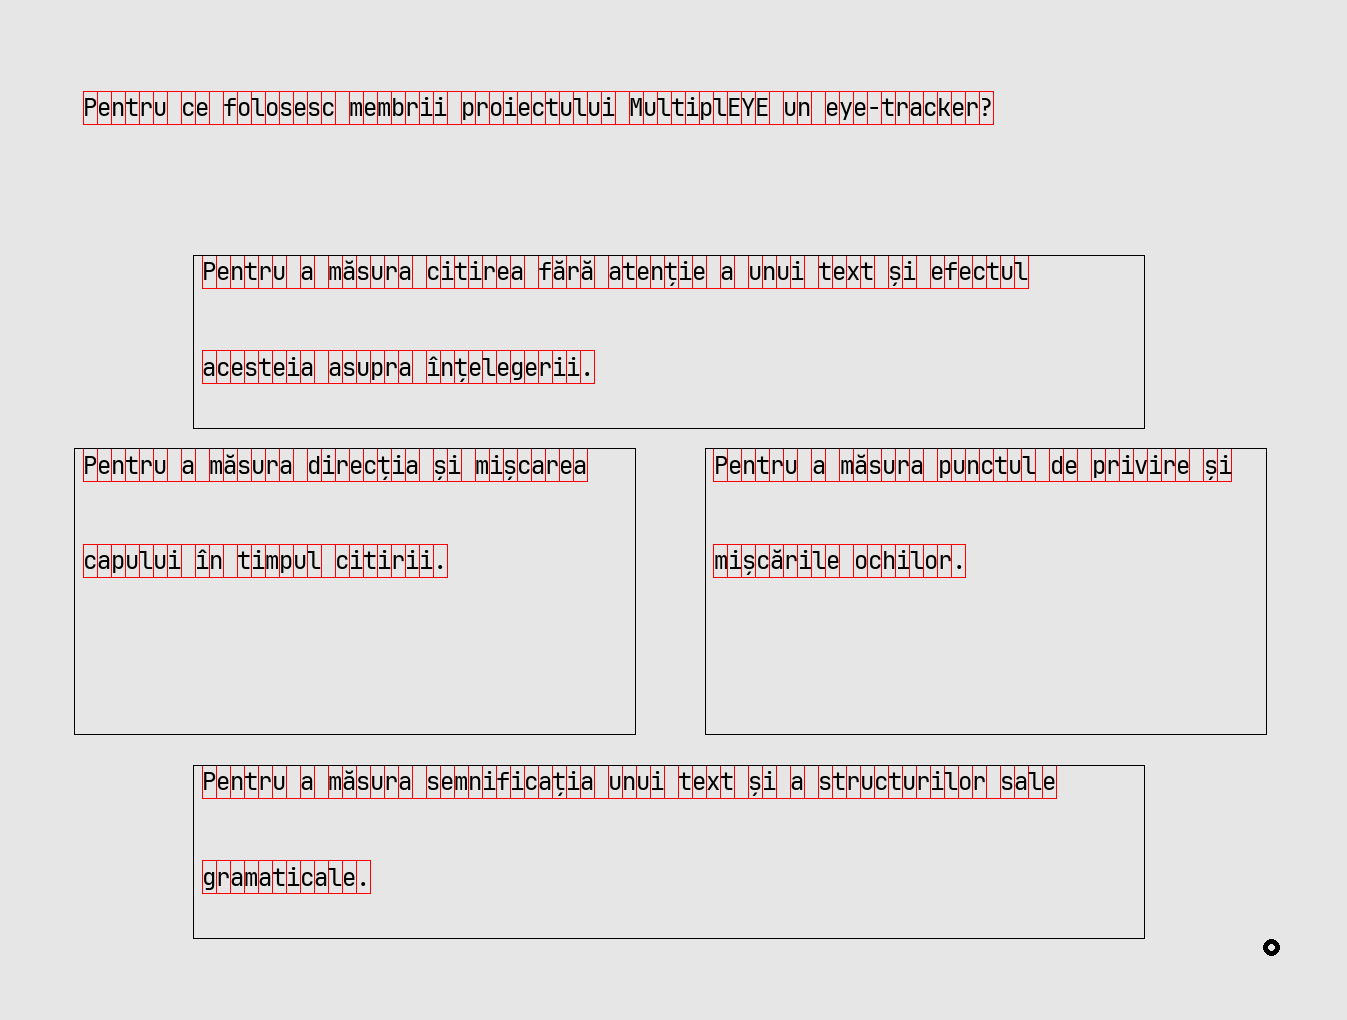 Pentru ce folosesc membrii proiectului MultiplEYE un eye-tracker?
Pentru a măsura citirea fără atenție a unui text și efectul
acesteia asupra înțelegerii.
Pentru a măsura direcția și mișcarea
capului în timpul citirii.
Pentru a măsura punctul de privire și
mișcările ochilor.
Pentru a măsura semnificația unui text și a structurilor sale
gramaticale.